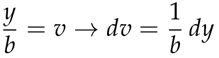 y/b = v → dv = 1/b dy